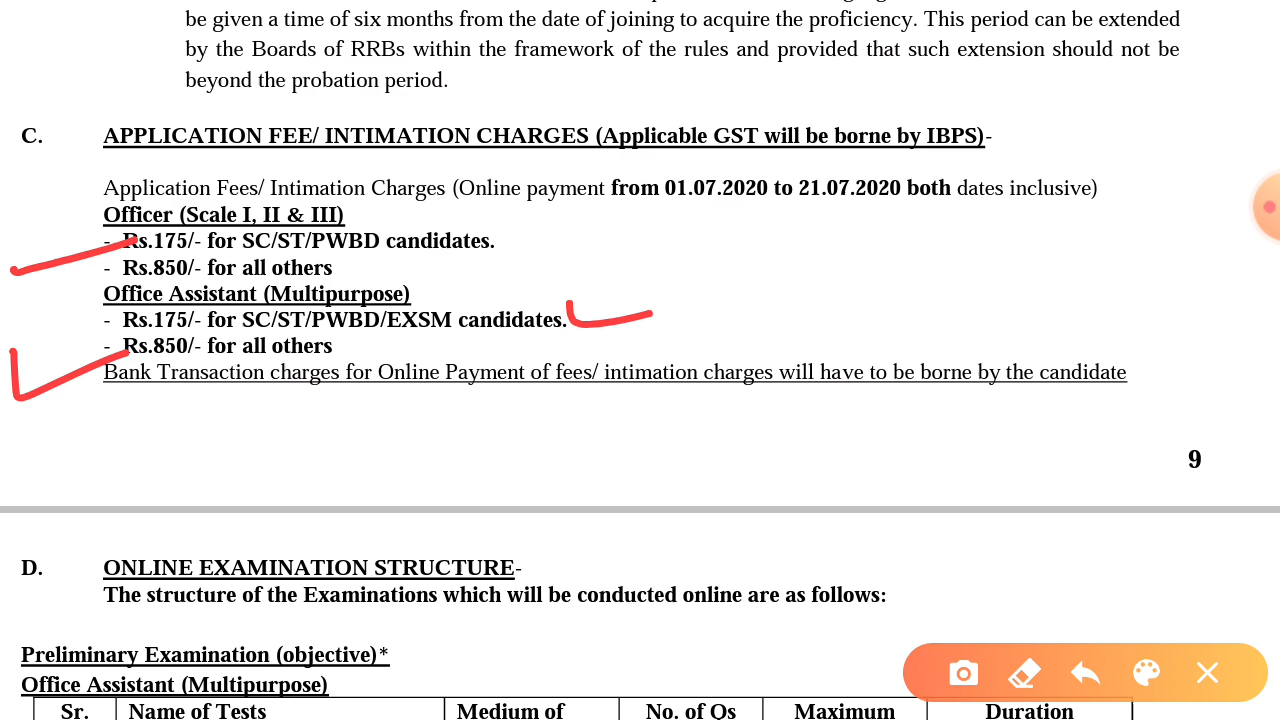 be given a time of six months from the date of joining to acquire the proficiency. This period can be extended
by the Boards of RRBs within the framework of the rules and provided that such extension should not be
beyond the probation period.
C. APPLICATION FEE/ INTIMATION CHARGES (Applicable GST will be borne by IBPS)-
Application Fees/ Intimation Charges (Online payment from 01.07.2020 to 21.07.2020 both dates inclusive)
Officer (Scale I, II & III)
- Rs.175/- for SC/ST/PWBD candidates.
- Rs.850/- for all others
Office Assistant (Multipurpose)
- Rs.175/- for SC/ST/PWBD/EXSM candidates.
- Rs.850/- for all others
Bank Transaction charges for Online Payment of fees/ intimation charges will have to be borne by the candidate
9
D. ONLINE EXAMINATION STRUCTURE-
The structure of the Examinations which will be conducted online are as follows:
Preliminary Examination (objective)*
Office Assistant (Multipurpose)
Sr. Name of Tests Medium of No. of Qs Maximum Duration